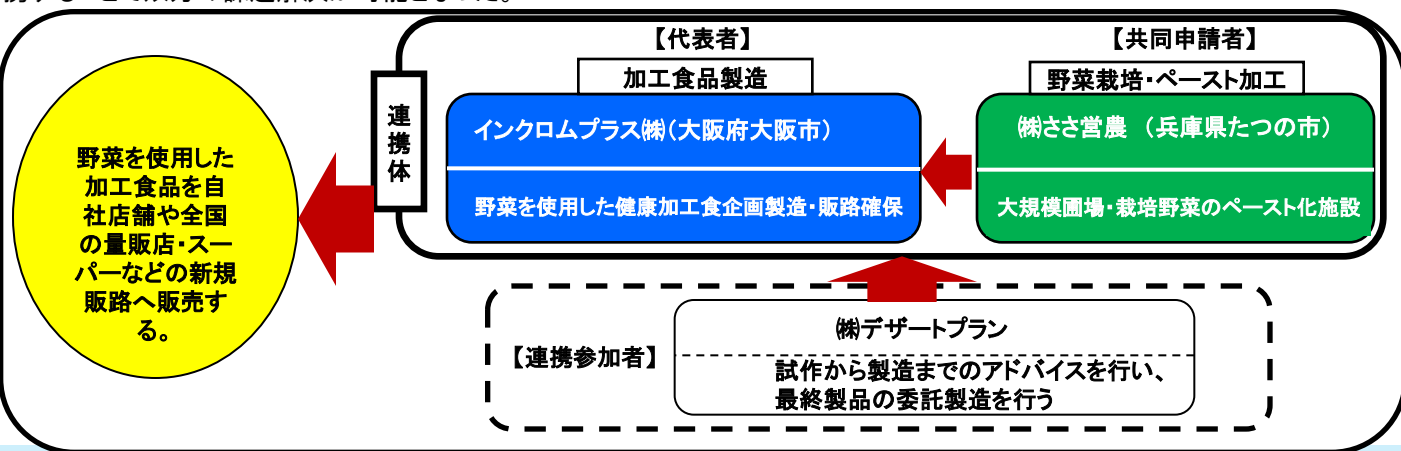 【代表者】
【共同申請者】
加工食品製造
野菜栽培・ペースト加工
連携体
インクロムプラス㈱(大阪府大阪市)
㈱ささ営農 (兵庫県たつの市)
野菜を使用した健康加工食企画製造・販路確保
大規模圃場・栽培野菜のペースト化施設
野菜を使用した
加工食品を自
社店舗や全国
の量販店・スー
パーなどの新規
販路へ販売す
る。
【連携参加者】
㈱デザートプラン
試作から製造までのアドバイスを行い、
最終製品の委託製造を行う